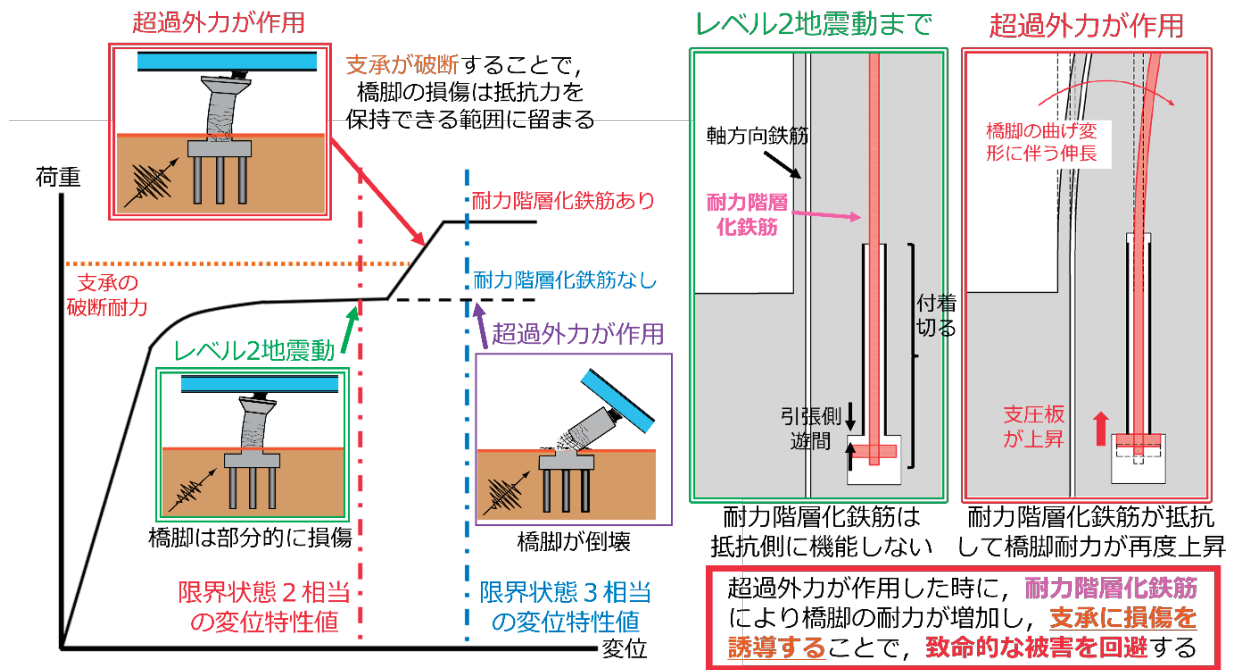 超過外力が作用
支承が破断することで，
橋脚の損傷は抵抗力を
保持できる範囲に留まる
荷重
耐力階層化鉄筋あり
支承の
破断耐力
耐力階層化鉄筋なし
レベル2地震動
超過外力が作用
橋脚は部分的に損傷
橋脚が倒壊
限界状態２相当
の変位特性値
限界状態３相当
の変位特性値
変位
レベル2地震動まで
軸方向鉄筋
耐力階層
化鉄筋
付着
切る
引張側
遊間
耐力階層化鉄筋は
抵抗側に機能しない
超過外力が作用
橋脚の曲げ変
形に伴う伸長
支圧板
が上昇
耐力階層化鉄筋が抵抗
して橋脚耐力が再度上昇
超過外力が作用した時に，耐力階層化鉄筋
により橋脚の耐力が増加し，支承に損傷を
誘導することで，致命的な被害を回避する